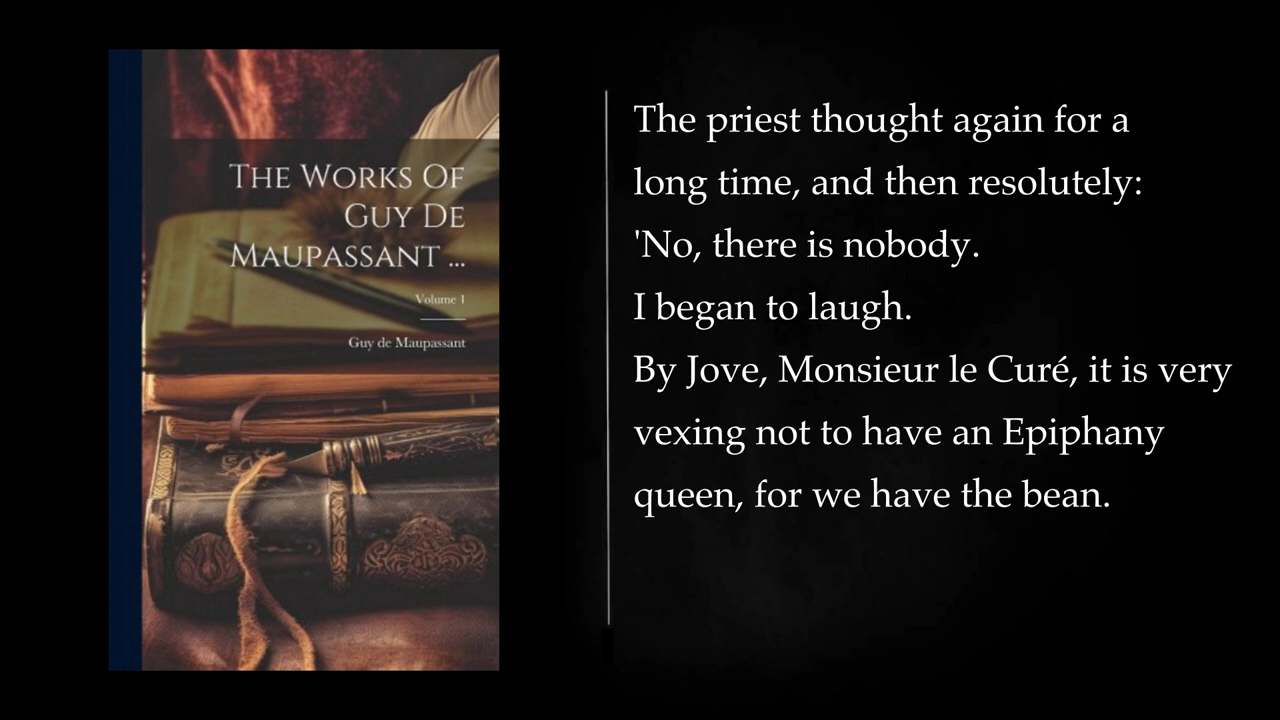 The Works Of
Guy De
Maupassant ...
Volume 1
Guy de Maupassant
The priest thought again for a
long time, and then resolutely:
'No, there is nobody.
I began to laugh.
By Jove, Monsieur le Curé, it is very
vexing not to have an Epiphany
queen, for we have the bean.